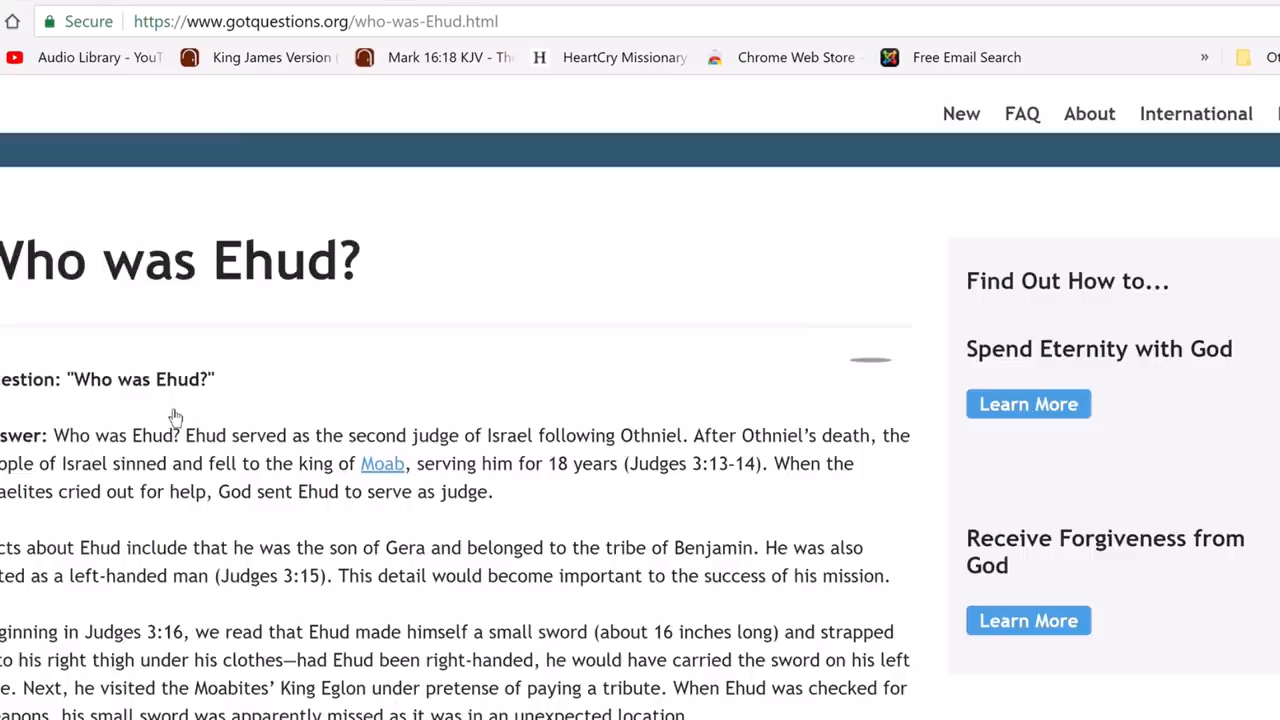 Secure https://www.gotquestions.org/who-was-Ehud.html
Audio Library - YouT King James Version ( Mark 16:18 KJV - The HeartCry Missionary Chrome Web Store Free Email Search » Ot
New FAQ About International
Who was Ehud?
Find Out How to...
Spend Eternity with God
estion: "Who was Ehud?"
Learn More
swer: Who was Ehud? Ehud served as the second judge of Israel following Othniel. After Othniel’s death, the
ople of Israel sinned and fell to the king of Moab, serving him for 18 years (Judges 3:13-14). When the
aelites cried out for help, God sent Ehud to serve as judge.
Receive Forgiveness from
God
cts about Ehud include that he was the son of Gera and belonged to the tribe of Benjamin. He was also
ted as a left-handed man (Judges 3:15). This detail would become important to the success of his mission.
Learn More
ginning in Judges 3:16, we read that Ehud made himself a small sword (about 16 inches long) and strapped
to his right thigh under his clothes—had Ehud been right-handed, he would have carried the sword on his left
e. Next, he visited the Moabites’ King Eglon under pretense of paying a tribute. When Ehud was checked for
eapons, his small sword was apparently missed as it was in an unexpected location.